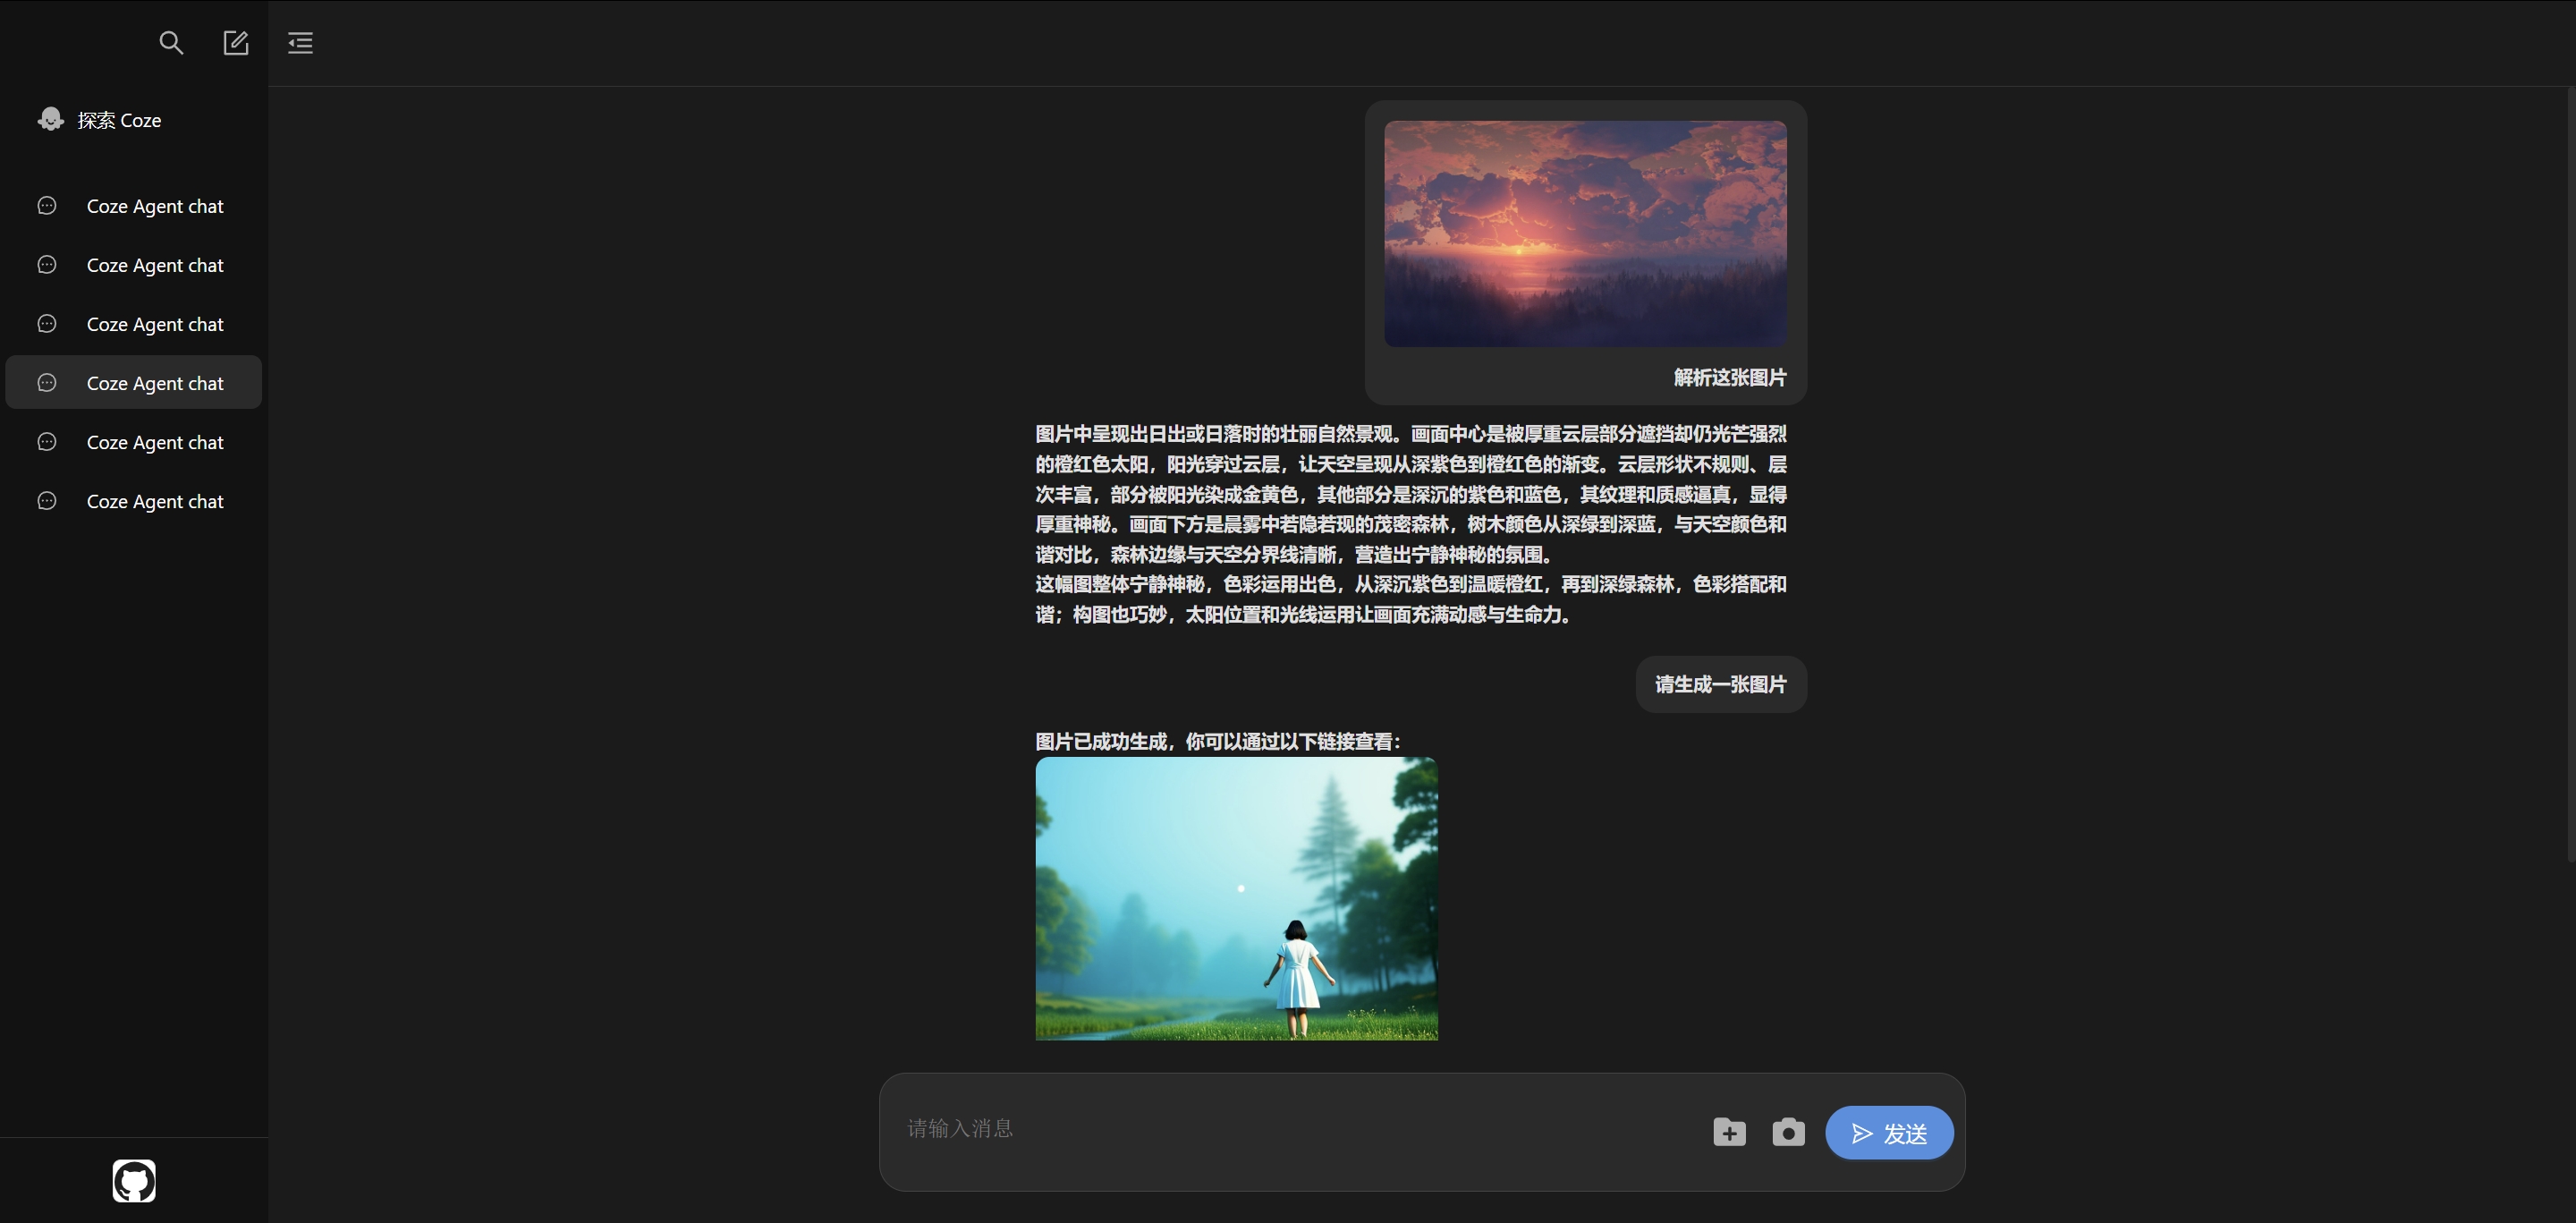 探索 Coze
Coze Agent chat
Coze Agent chat
Coze Agent chat
Coze Agent chat
Coze Agent chat
Coze Agent chat
解析这张图片
图片中呈现出日出或日落时的壮丽自然景观。画面中心是被厚重云层部分遮挡却仍光芒强烈
的橙红色太阳，阳光穿过云层，让天空呈现从深紫色到橙红色的渐变。云层形状不规则、层
次丰富，部分被阳光染成金黄色，其他部分是深沉的紫色和蓝色，其纹理和质感逼真，显得
厚重神秘。画面下方是晨雾中若隐若现的茂密森林，树木颜色从深绿到深蓝，与天空颜色和
谐对比，森林边缘与天空分界线清晰，营造出宁静神秘的氛围。
这幅图整体宁静神秘，色彩运用出色，从深沉紫色到温暖橙红，再到深绿森林，色彩搭配和
谐；构图也巧妙，太阳位置和光线运用让画面充满动感与生命力。
请生成一张图片
图片已成功生成，你可以通过以下链接查看：
请输入消息
发送